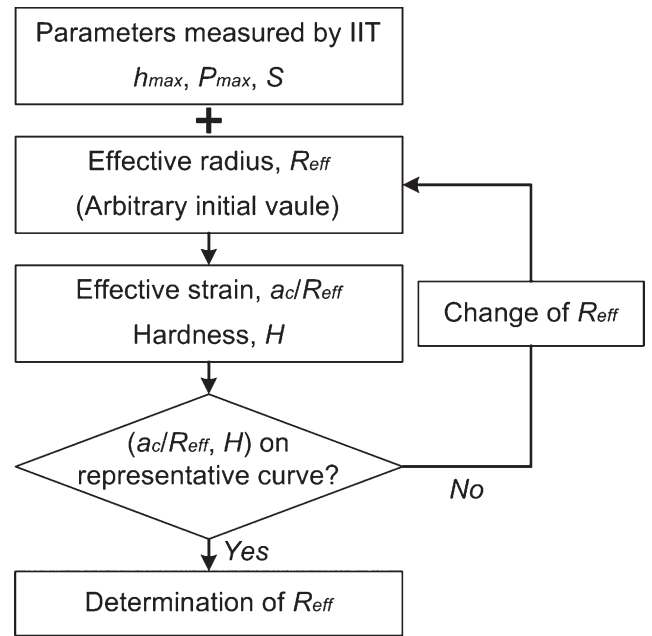 Parameters measured by IIT
hmax, Pmax, S
+
Effective radius, Reff
(Arbitrary initial vaule)
Effective strain, ac/Reff
Hardness, H
Change of Reff
(ac/Reff, H) on
representative curve?
No
Yes
Determination of Reff